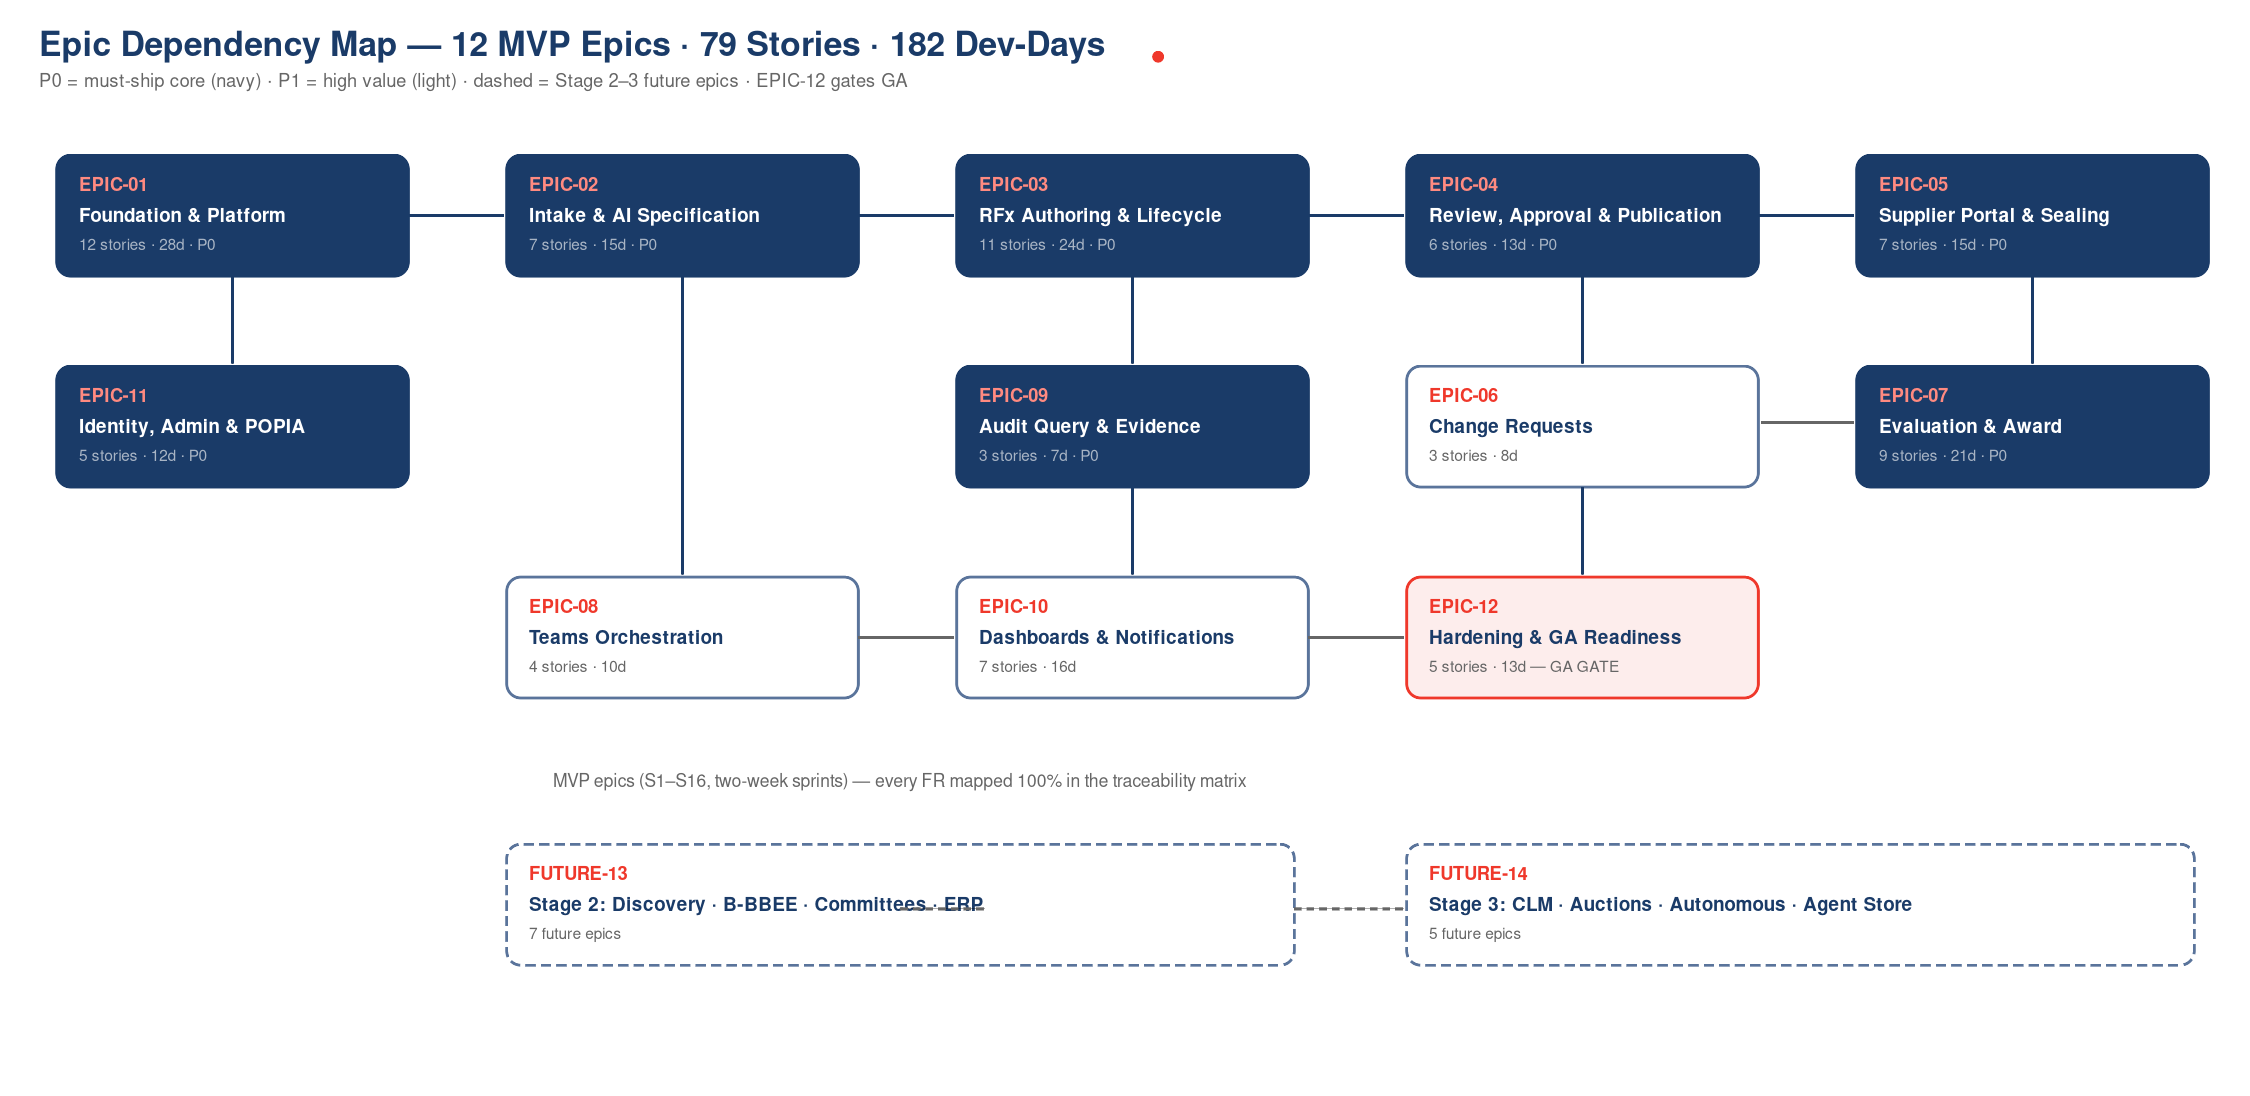 Epic Dependency Map — 12 MVP Epics · 79 Stories · 182 Dev-Days
P0 = must-ship core (navy) · P1 = high value (light) · dashed = Stage 2–3 future epics · EPIC-12 gates GA
EPIC-01
Foundation & Platform
12 stories · 28d · P0
EPIC-02
Intake & AI Specification
7 stories · 15d · P0
EPIC-03
RFx Authoring & Lifecycle
11 stories · 24d · P0
EPIC-04
Review, Approval & Publication
6 stories · 13d · P0
EPIC-05
Supplier Portal & Sealing
7 stories · 15d · P0
EPIC-11
Identity, Admin & POPIA
5 stories · 12d · P0
EPIC-09
Audit Query & Evidence
3 stories · 7d · P0
EPIC-06
Change Requests
3 stories · 8d
EPIC-07
Evaluation & Award
9 stories · 21d · P0
EPIC-08
Teams Orchestration
4 stories · 10d
EPIC-10
Dashboards & Notifications
7 stories · 16d
EPIC-12
Hardening & GA Readiness
5 stories · 13d — GA GATE
MVP epics (S1–S16, two-week sprints) — every FR mapped 100% in the traceability matrix
FUTURE-13
Stage 2: Discovery · B-BBEE · Committees · ERP
7 future epics
FUTURE-14
Stage 3: CLM · Auctions · Autonomous · Agent Store
5 future epics